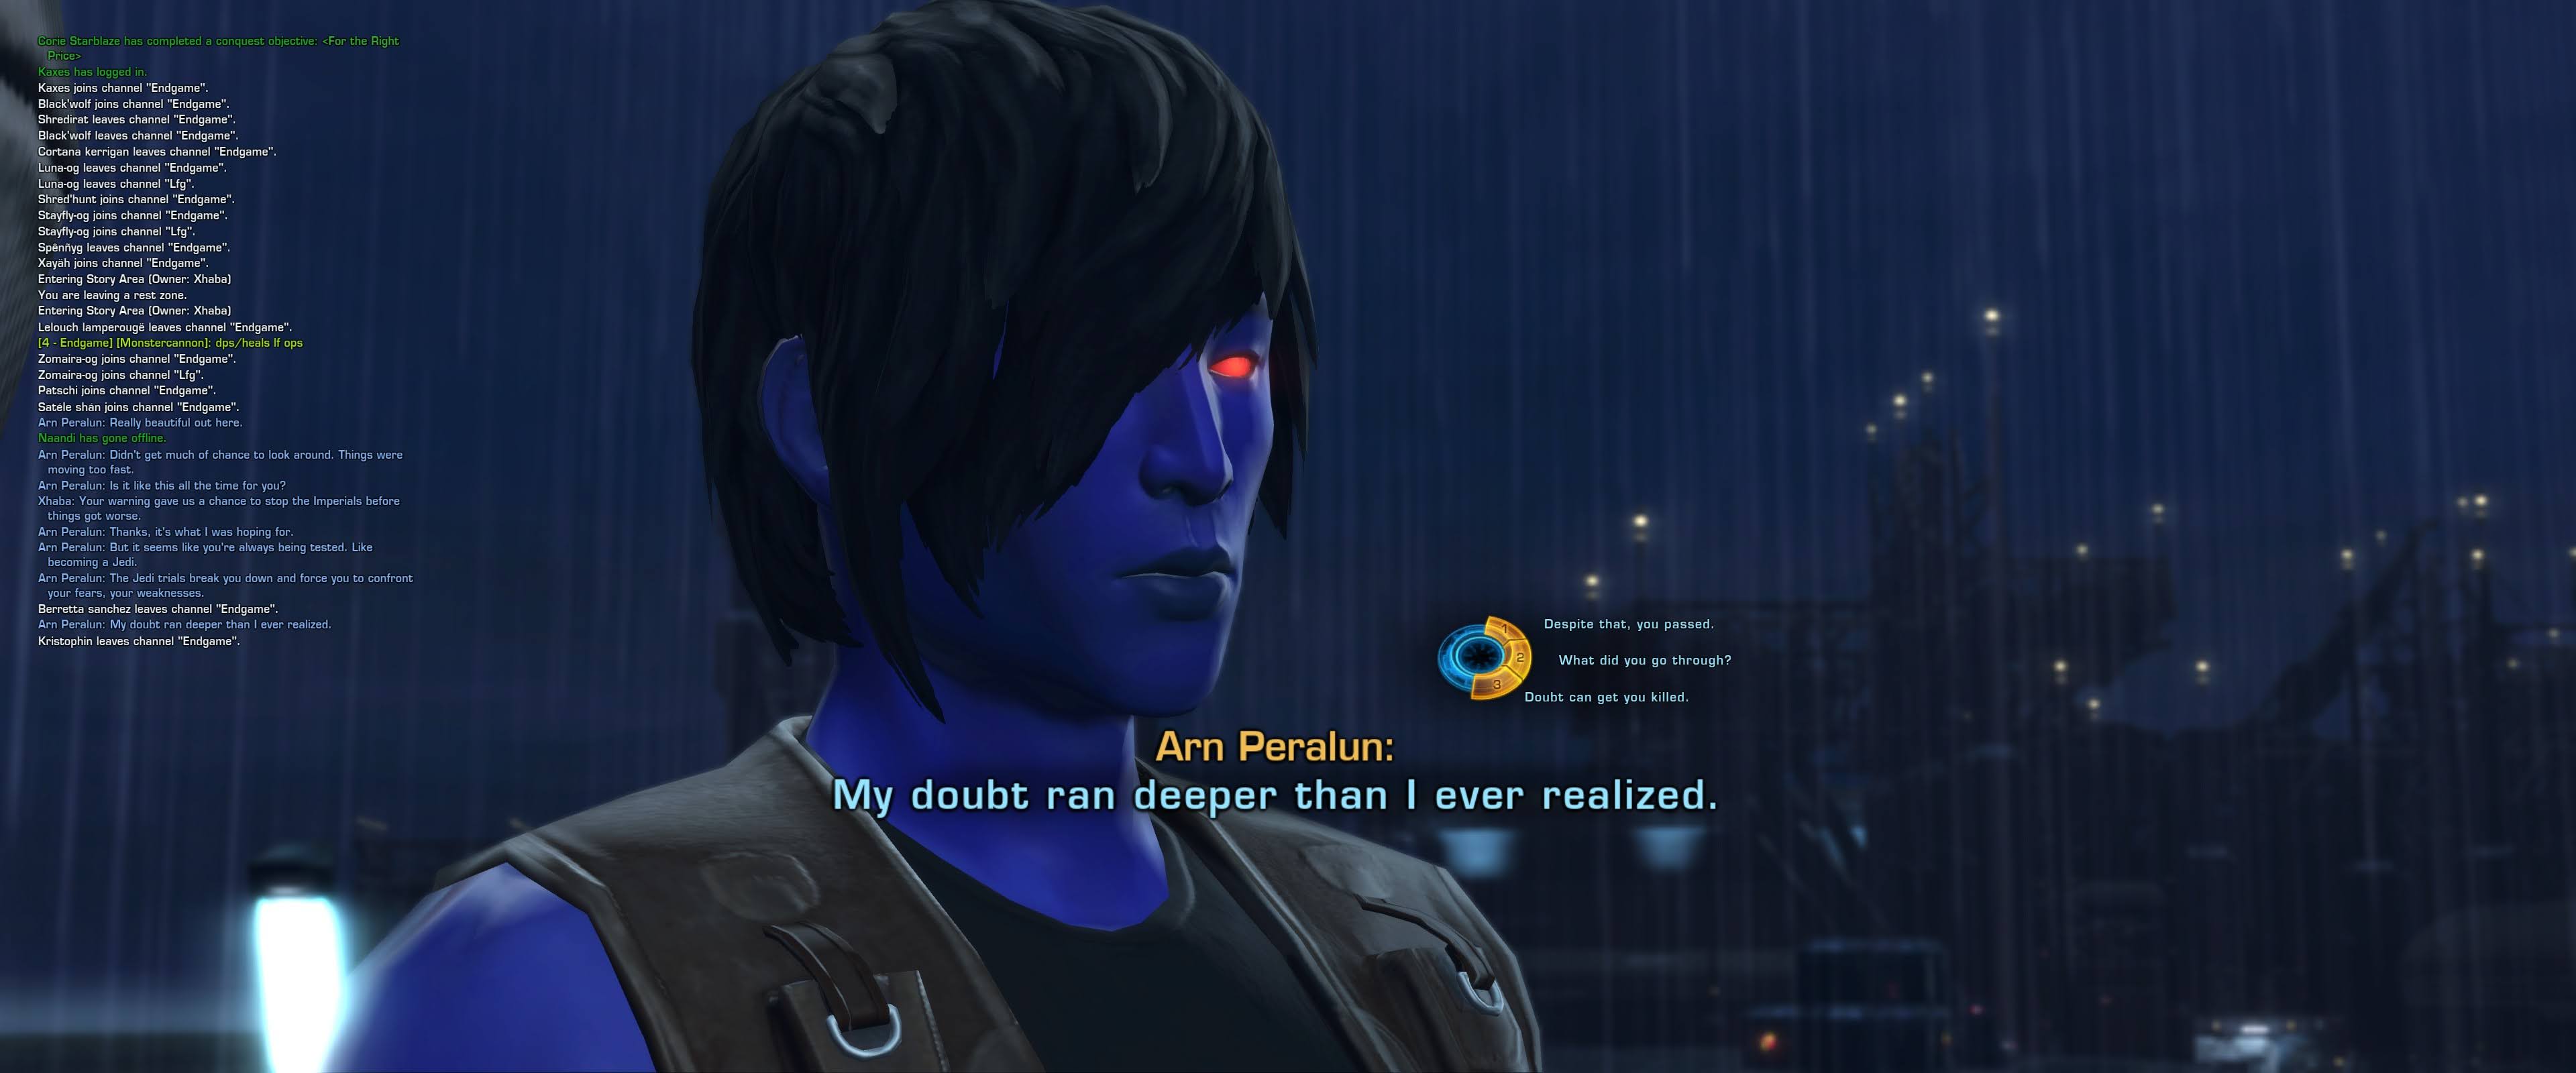 Corie Starblaze has completed a conquest objective: <For the Right
Price>
Kaxes has logged in.
Kaxes joins channel "Endgame".
Black'wolf joins channel "Endgame".
Shredirat leaves channel "Endgame".
Black'wolf leaves channel "Endgame".
Cortana kerrigan leaves channel "Endgame".
Luna-og leaves channel "Endgame".
Luna-og leaves channel "Lfg".
Shred'hunt joins channel "Endgame".
Stayfly-og joins channel "Endgame".
Stayfly-og joins channel "Lfg".
Spênñyg leaves channel "Endgame".
Xayäh joins channel "Endgame".
Entering Story Area (Owner: Xhaba)
You are leaving a rest zone.
Entering Story Area (Owner: Xhaba)
Lelouch lamperougë leaves channel "Endgame".
[4 - Endgame] [Monstercannon]: dps/heals lf ops
Zomaira-og joins channel "Endgame".
Zomaira-og joins channel "Lfg".
Patschi joins channel "Endgame".
Satéle shán joins channel "Endgame".
Arn Peralun: Really beautiful out here.
Naandi has gone offline.
Arn Peralun: Didn't get much of chance to look around. Things were
moving too fast.
Arn Peralun: Is it like this all the time for you?
Xhaba: Your warning gave us a chance to stop the Imperials before
things got worse.
Arn Peralun: Thanks, it's what I was hoping for.
Arn Peralun: But it seems like you're always being tested. Like
becoming a Jedi.
Arn Peralun: The Jedi trials break you down and force you to confront
your fears, your weaknesses.
Berretta sanchez leaves channel "Endgame".
Arn Peralun: My doubt ran deeper than I ever realized.
Kristophin leaves channel "Endgame".
1 Despite that, you passed.
2 What did you go through?
3 Doubt can get you killed.
Arn Peralun:
My doubt ran deeper than I ever realized.